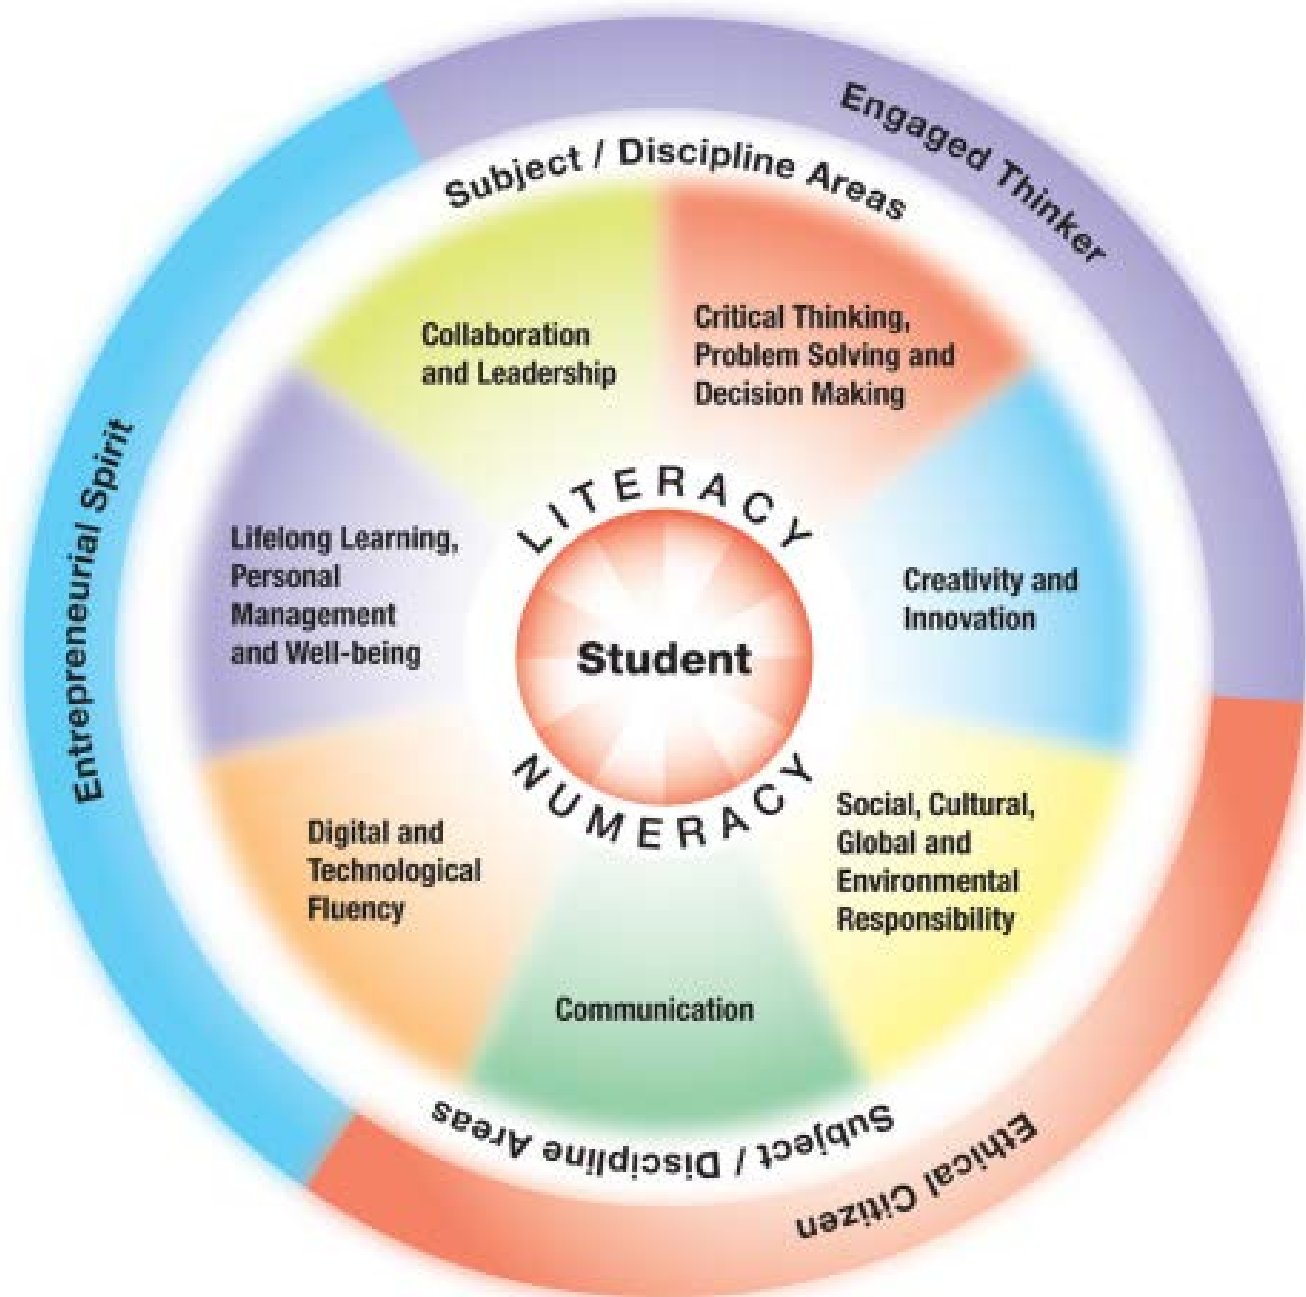 Engaged Thinker
Subject / Discipline Areas
Collaboration
and Leadership
Critical Thinking,
Problem Solving and
Decision Making
Entrepreneurial Spirit
LITERACY
Lifelong Learning,
Personal
Management
and Well-being
Creativity and
Innovation
Student
NUMERACY
Digital and
Technological
Fluency
Social, Cultural,
Global and
Environmental
Responsibility
Communication
Subject / Discipline Areas
Ethical Citizen